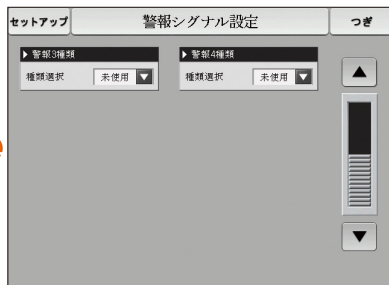 セットアップ
警報シグナル設定
つぎ
▶ 警報3種類
種類選択 未使用 ▼
▶ 警報4種類
種類選択 未使用 ▼
▲
▼